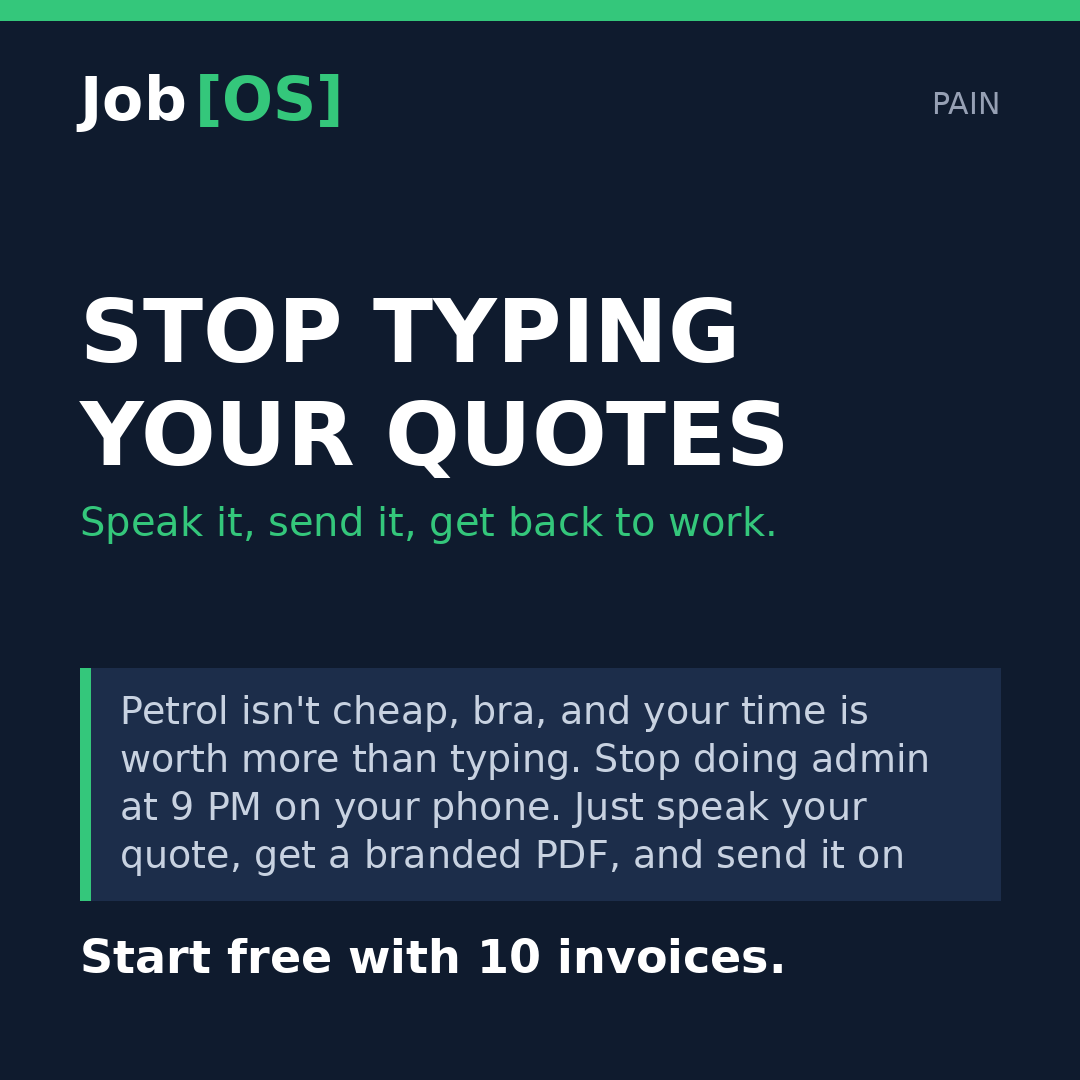 Job [OS]
PAIN
STOP TYPING
YOUR QUOTES
Speak it, send it, get back to work.
Petrol isn't cheap, bra, and your time is
worth more than typing. Stop doing admin
at 9 PM on your phone. Just speak your
quote, get a branded PDF, and send it on
Start free with 10 invoices.